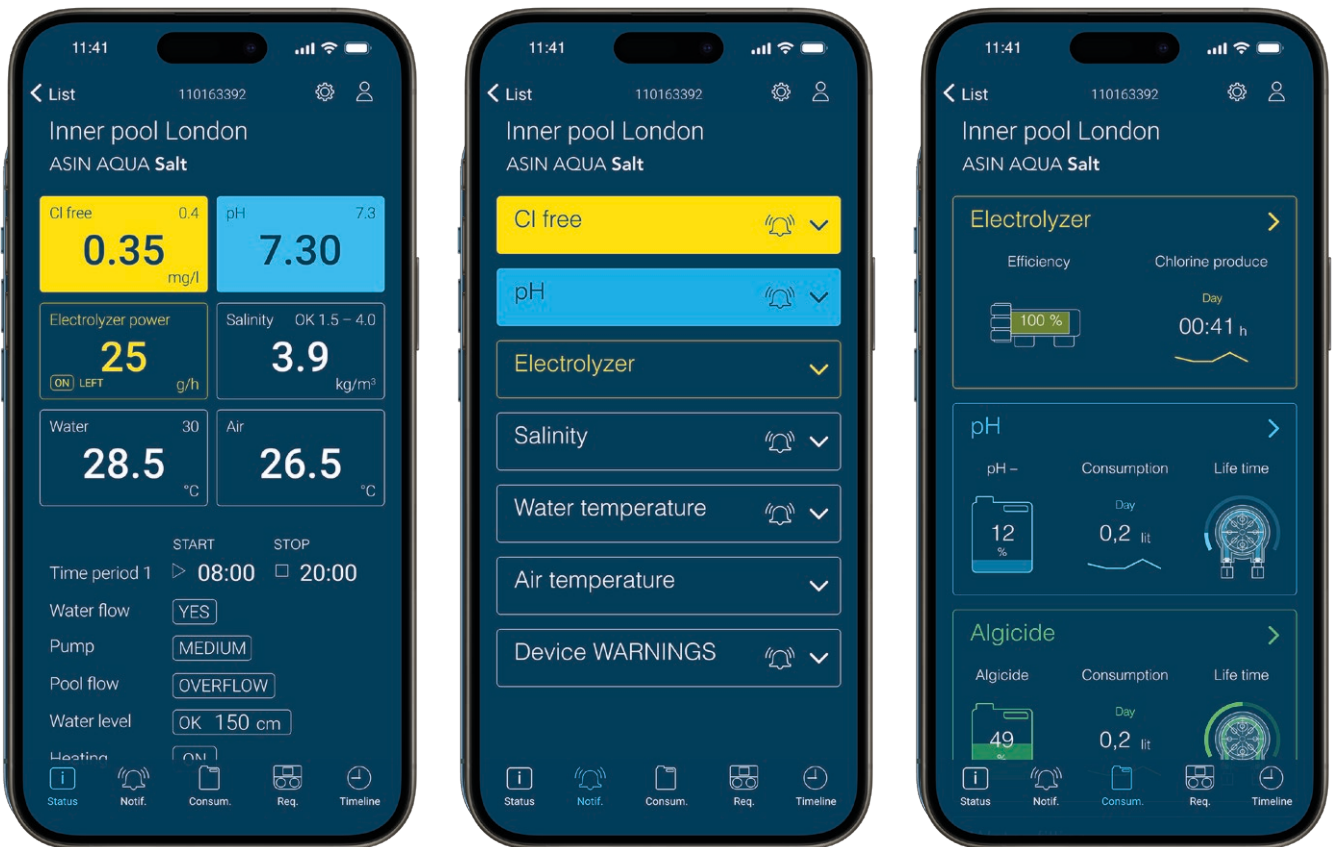 11:41
List 110163392
Inner pool London
ASIN AQUA Salt
Cl free 0.4
0.35
mg/l
pH 7.3
7.30
Electrolyzer power
25
ON LEFT g/h
Salinity OK 1.5 – 4.0
3.9
kg/m³
Water 30
28.5
°C
Air
26.5
°C
START STOP
Time period 1 08:00 20:00
Water flow YES
Pump MEDIUM
Pool flow OVERFLOW
Water level OK 150 cm
Heating ON
Status Notif. Consum. Req. Timeline
11:41
List 110163392
Inner pool London
ASIN AQUA Salt
Cl free
pH
Electrolyzer
Salinity
Water temperature
Air temperature
Device WARNINGS
Status Notif. Consum. Req. Timeline
11:41
List 110163392
Inner pool London
ASIN AQUA Salt
Electrolyzer
Efficiency Chlorine produce
Day
100 % 00:41 h
pH
pH – Consumption Life time
Day
12 0,2 lit
%
Algicide
Algicide Consumption Life time
Day
49 0,2 lit
%
Status Notif. Consum. Req. Timeline